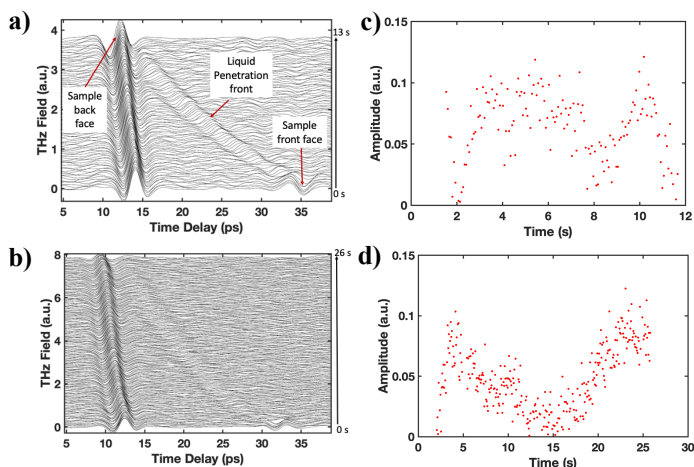 a)
THz Field (a.u.)
4
3
2
1
0
5
10
15
20
25
30
35
Time Delay (ps)
Sample
back
face
Liquid
Penetration
front
Sample
front face
13 s
0 s
c)
Amplitude (a.u.)
0.15
0.1
0.05
0
0
2
4
6
8
10
12
Time (s)
b)
THz Field (a.u.)
8
6
4
2
0
5
10
15
20
25
30
35
Time Delay (ps)
26 s
0 s
d)
Amplitude (a.u.)
0.15
0.1
0.05
0
0
5
10
15
20
25
30
Time (s)